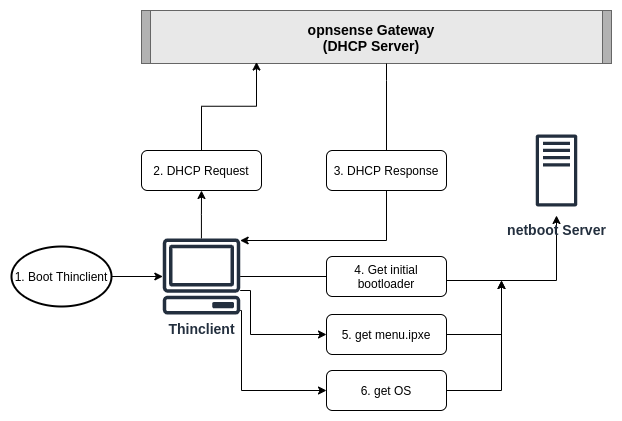 opnsense Gateway
(DHCP Server)
2. DHCP Request
3. DHCP Response
netboot Server
1. Boot Thinclient
4. Get initial
bootloader
Thinclient
5. get menu.ipxe
6. get OS